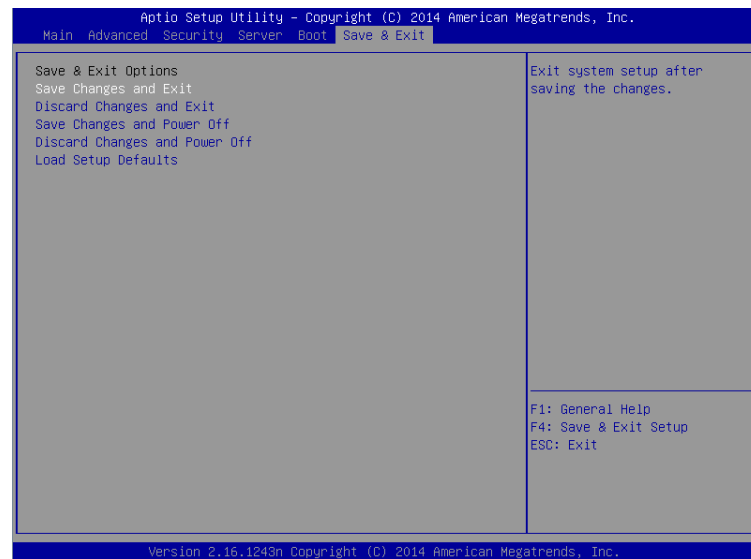 Aptio Setup Utility - Copyright (C) 2014 American Megatrends, Inc.
Main Advanced Security Server Boot Save & Exit
Save & Exit Options
Save Changes and Exit
Discard Changes and Exit
Save Changes and Power Off
Discard Changes and Power Off
Load Setup Defaults
Exit system setup after
saving the changes.
F1: General Help
F4: Save & Exit Setup
ESC: Exit
Version 2.16.1243n Copyright (C) 2014 American Megatrends, Inc.